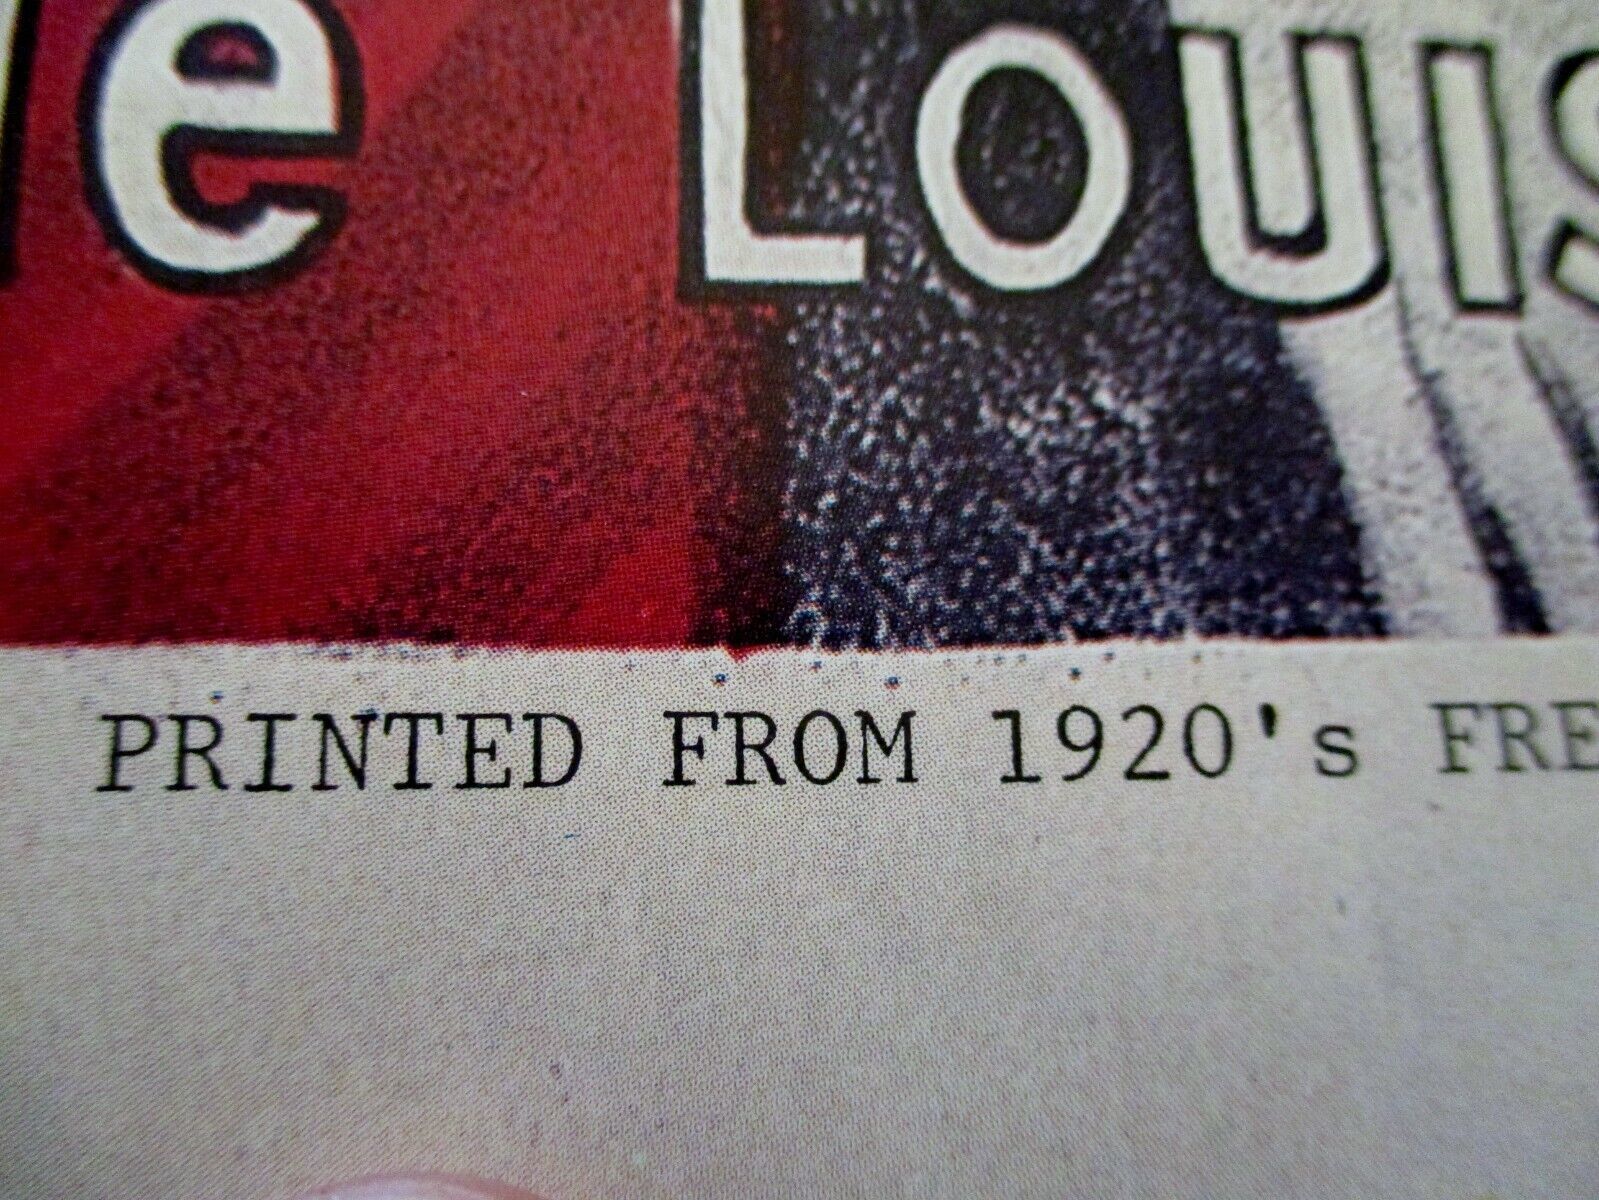 e LOUIS
PRINTED FROM 1920's FRE